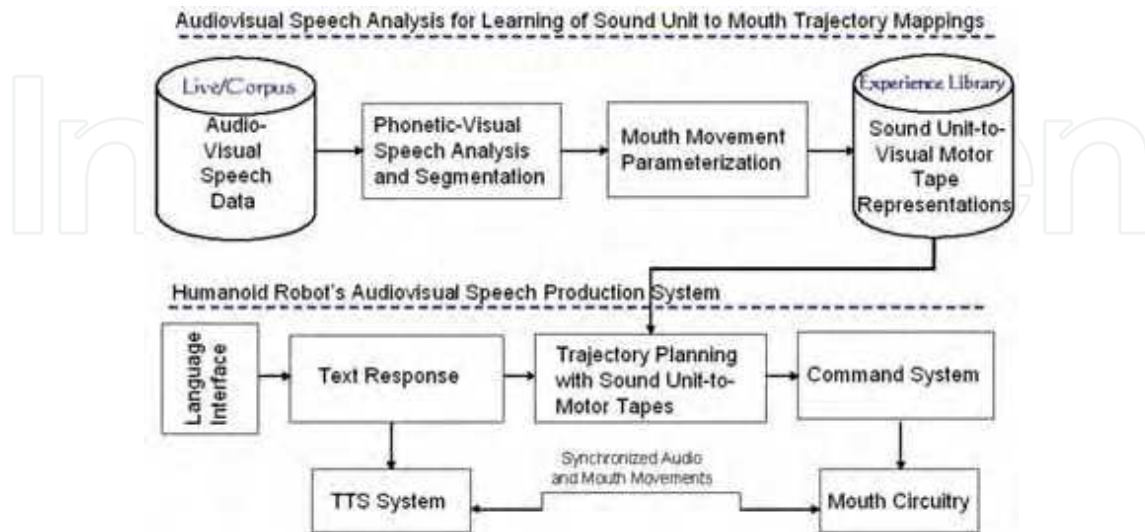 Audiovisual Speech Analysis for Learning of Sound Unit to Mouth Trajectory Mappings
Live/Corpus
Audio-
Visual
Speech
Data
Phonetic-Visual
Speech Analysis
and Segmentation
Mouth Movement
Parameterization
Experience Library
Sound Unit-to-
Visual Motor
Tape
Representations
Humanoid Robot's Audiovisual Speech Production System
Language
Interface
Text Response
Trajectory Planning
with Sound Unit-to-
Motor Tapes
Command System
TTS System
Synchronized Audio
and Mouth Movements
Mouth Circuitry